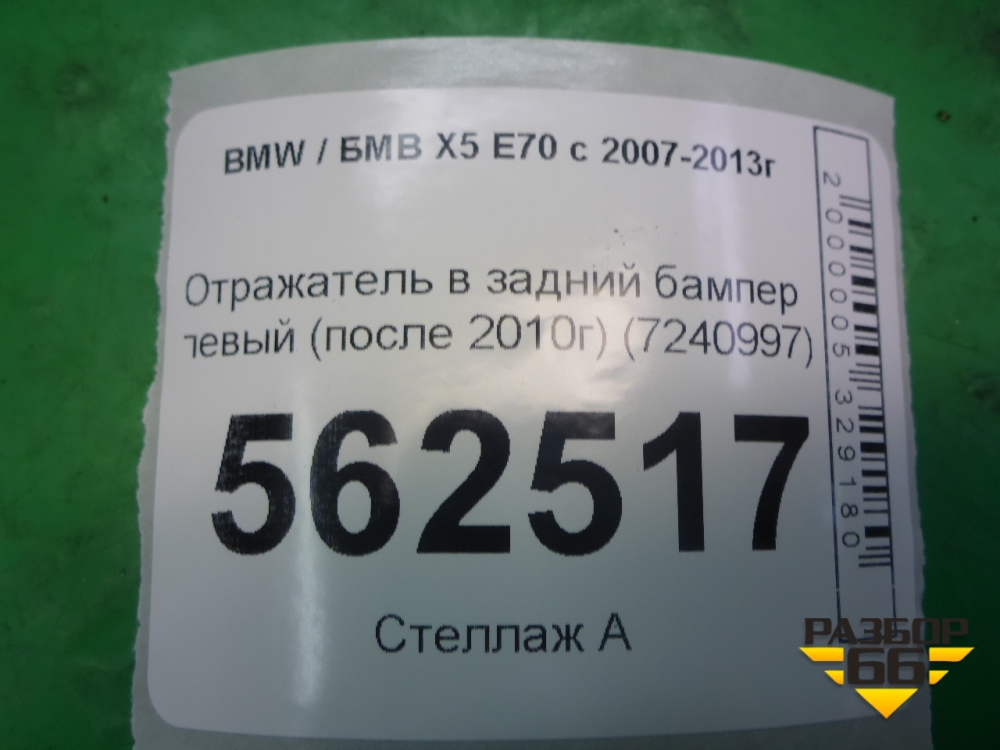 BMW / БМВ X5 E70 с 2007-2013г
Отражатель в задний бампер
левый (после 2010г) (7240997)
562517
Стеллаж А
2000005329180
РАЗБОР
66